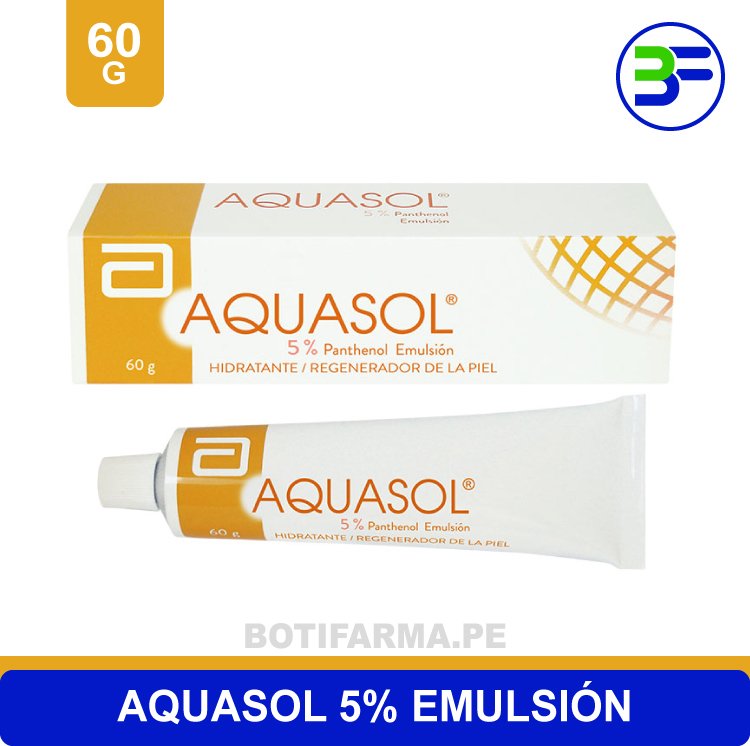 60
G
BF
AQUASOL®
5% Panthenol
Emulsión
AQUASOL®
5% Panthenol Emulsión
HIDRATANTE / REGENERADOR DE LA PIEL
60 g
AQUASOL®
5% Panthenol Emulsión
HIDRATANTE / REGENERADOR DE LA PIEL
60 g
BOTIFARMA.PE
AQUASOL 5% EMULSIÓN